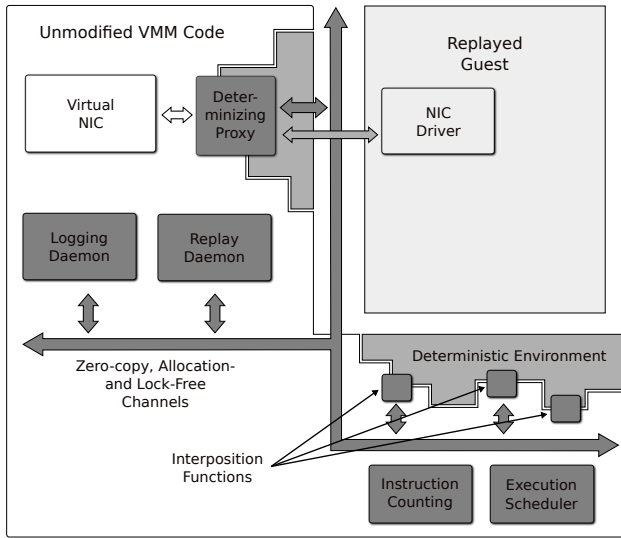 Unmodified VMM Code
Replayed
Guest
Virtual
NIC
Deter-
minizing
Proxy
NIC
Driver
Logging
Daemon
Replay
Daemon
Zero-copy, Allocation-
and Lock-Free
Channels
Deterministic Environment
Interposition
Functions
Instruction
Counting
Execution
Scheduler